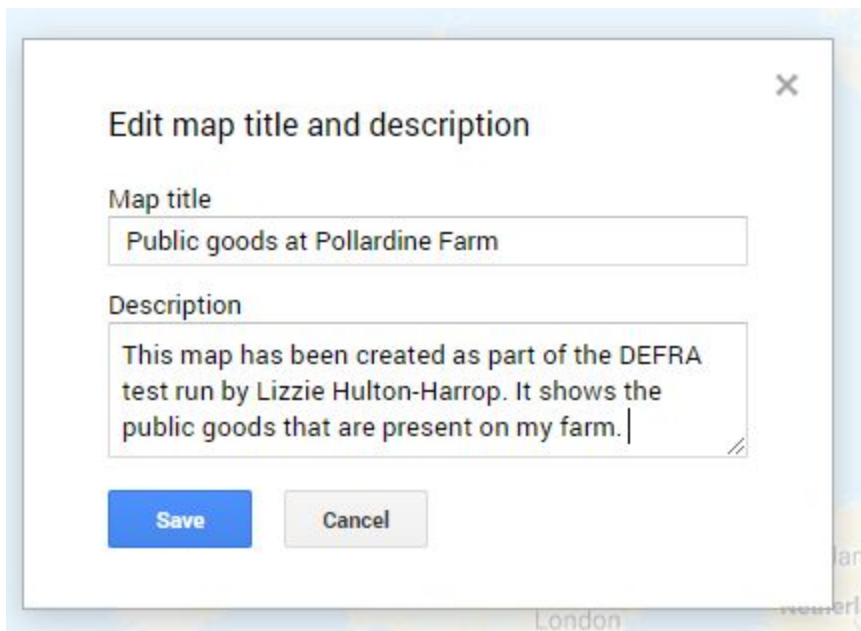 Edit map title and description
Map title
Public goods at Pollardine Farm
Description
This map has been created as part of the DEFRA
test run by Lizzie Hulton-Harrop. It shows the
public goods that are present on my farm.
Save
Cancel
London